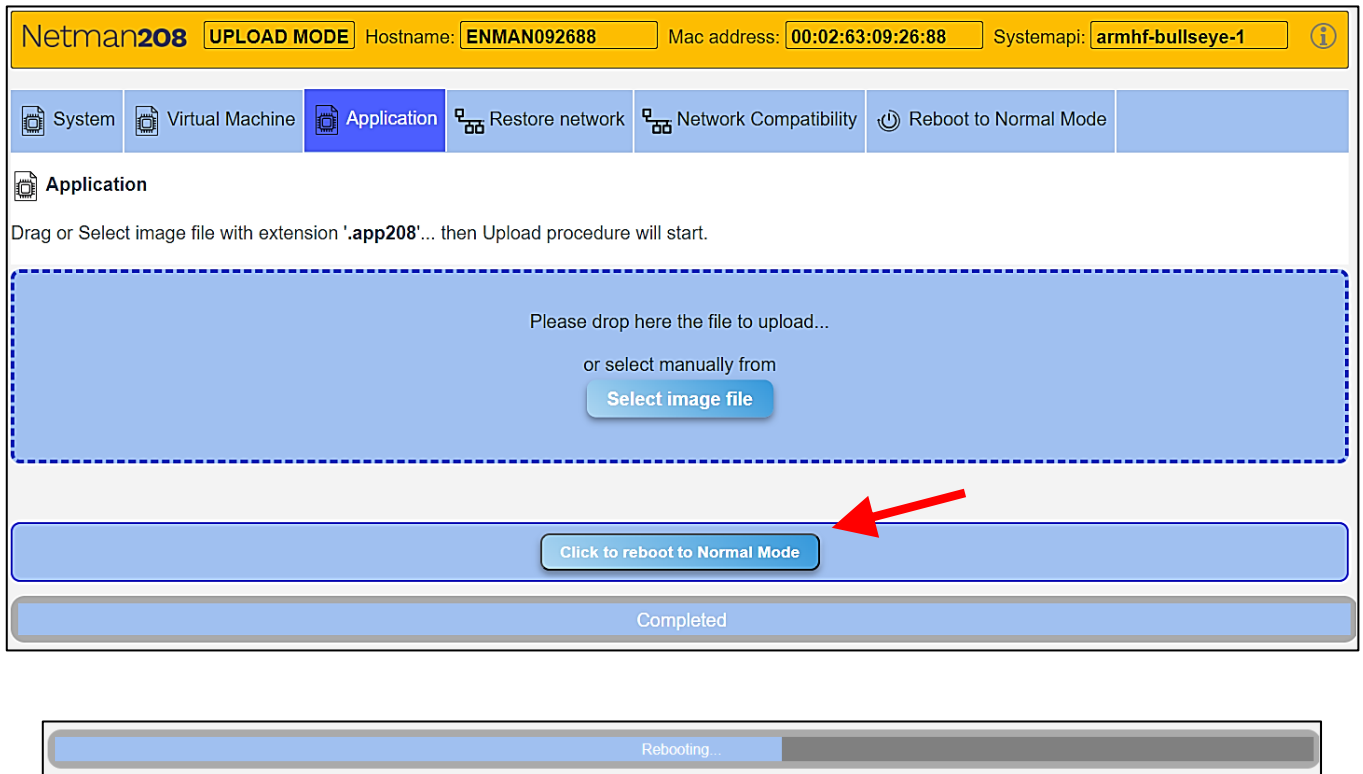 Netman208 UPLOAD MODE Hostname: ENMAN092688 Mac address: 00:02:63:09:26:88 Systemapi: armhf-bullseye-1
System Virtual Machine Application Restore network Network Compatibility Reboot to Normal Mode
Application
Drag or Select image file with extension '.app208'... then Upload procedure will start.
Please drop here the file to upload...
or select manually from
Select image file
Click to reboot to Normal Mode
Completed
Rebooting...